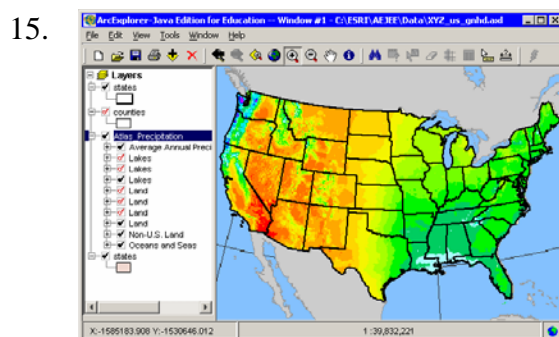 15.
ArcExplorer-Java Edition for Education -- Window #1 - C:\ESRI\AEJEE\Data\XYZ_us_gnhd.axl
File Edit View Tools Window Help
Layers
states
counties
Atlas_Precipitation
Average Annual Preci
Lakes
Lakes
Lakes
Land
Land
Land
Land
Non-U.S. Land
Oceans and Seas
states
X:-1585183.908 Y:-1530646.012
1 :39,832,221